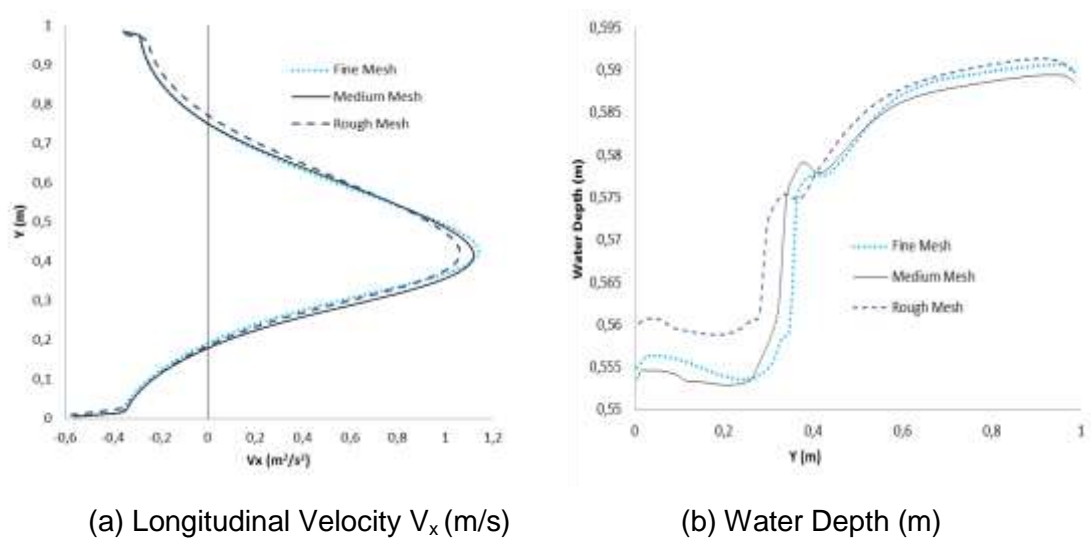 1
0,9
0,8
0,7
0,6
0,5
0,4
0,3
0,2
0,1
0
Y (m)
-0,6 -0,4 -0,2 0 0,2 0,4 0,6 0,8 1 1,2
Vx (m²/s²)
Fine Mesh
Medium Mesh
Rough Mesh
0,595
0,59
0,585
0,58
0,575
0,57
0,565
0,56
0,555
0,55
Water Depth (m)
0 0,2 0,4 0,6 0,8 1
Y (m)
Fine Mesh
Medium Mesh
Rough Mesh
(a) Longitudinal Velocity Vₓ (m/s) (b) Water Depth (m)